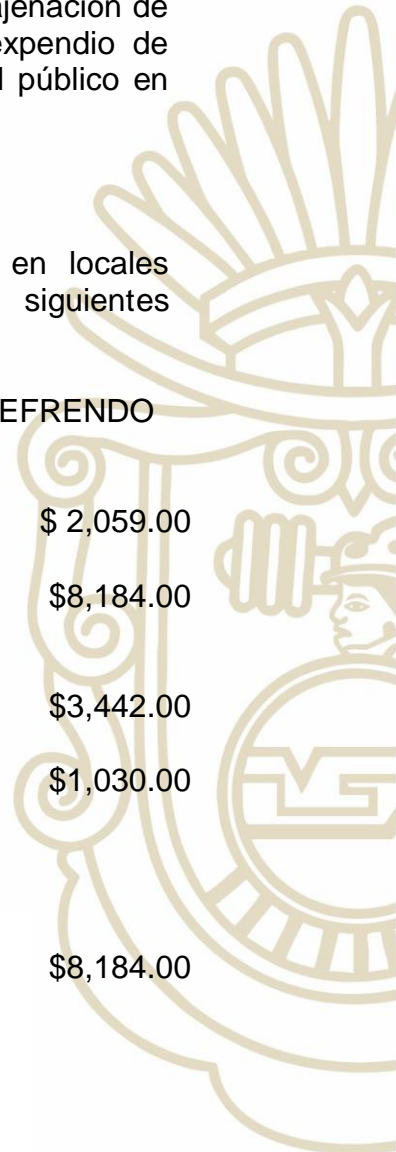 ajenación de
expendio de
l público en
en locales
siguientes
EFRENDO
$ 2,059.00
$8,184.00
$3,442.00
$1,030.00
$8,184.00